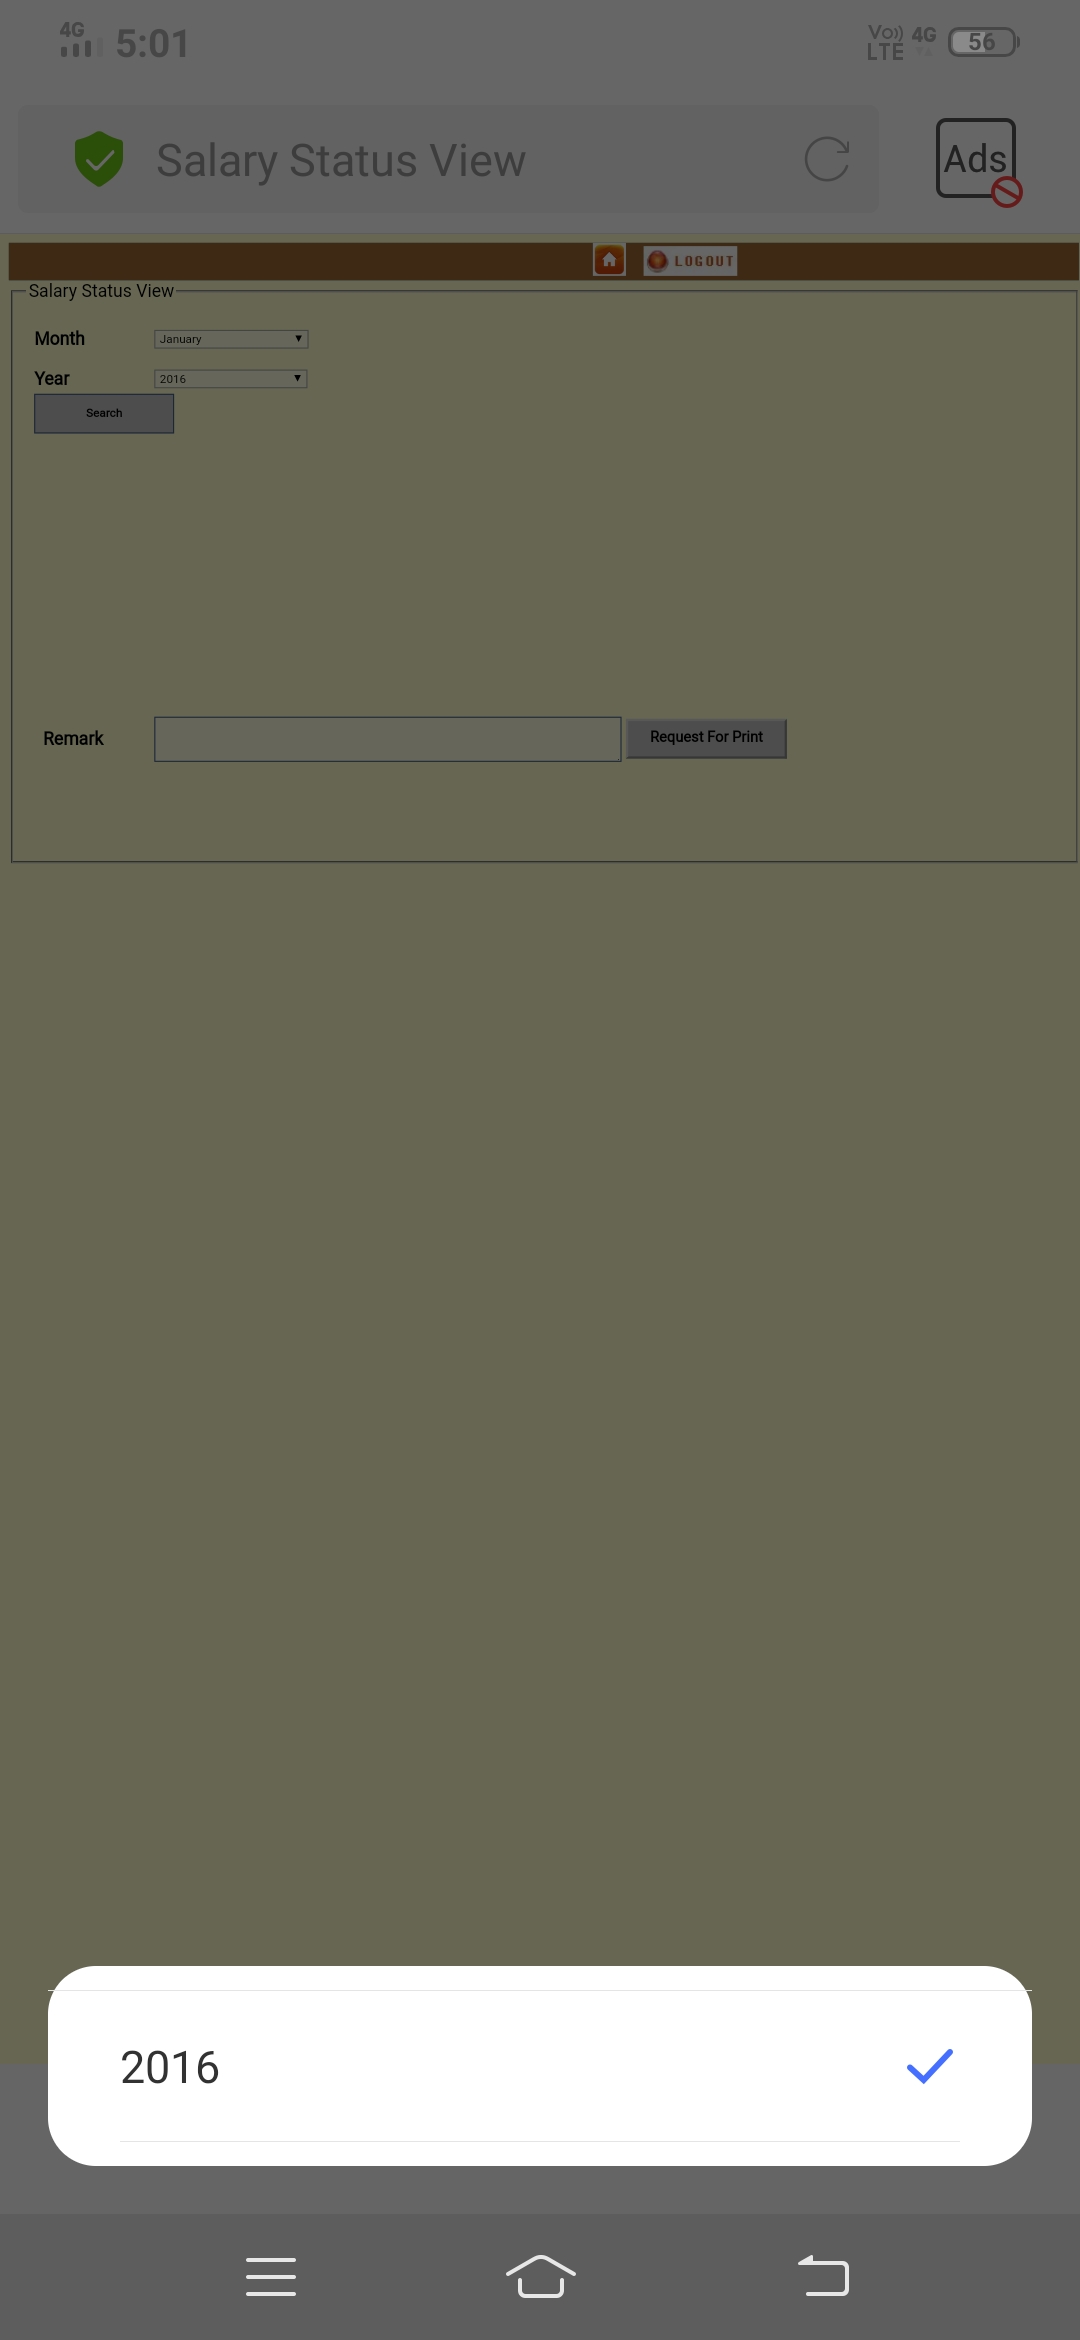 4G 5:01 Vo)) LTE 4G 56
Salary Status View Ads
LOGOUT
Salary Status View
Month January
Year 2016
Search
Remark Request For Print
2016